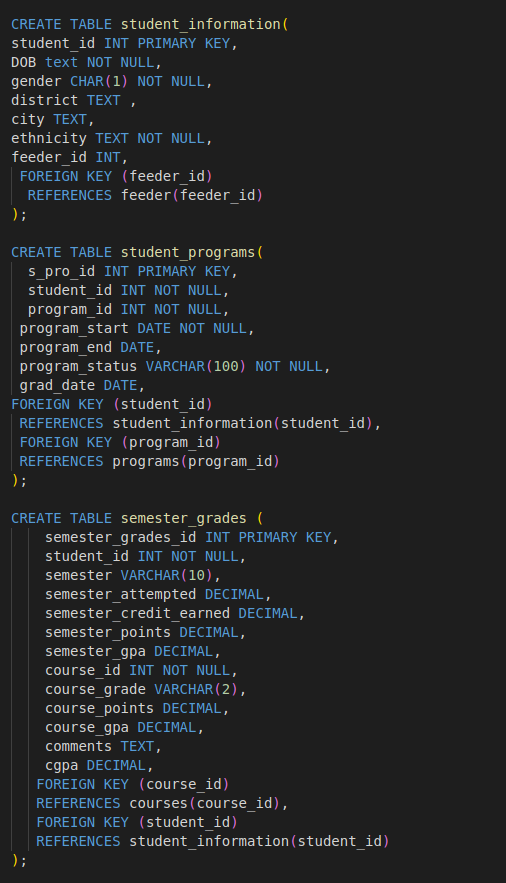 CREATE TABLE student_information(
student_id INT PRIMARY KEY,
DOB text NOT NULL,
gender CHAR(1) NOT NULL,
district TEXT ,
city TEXT,
ethnicity TEXT NOT NULL,
feeder_id INT,
FOREIGN KEY (feeder_id)
REFERENCES feeder(feeder_id)
);
CREATE TABLE student_programs(
s_pro_id INT PRIMARY KEY,
student_id INT NOT NULL,
program_id INT NOT NULL,
program_start DATE NOT NULL,
program_end DATE,
program_status VARCHAR(100) NOT NULL,
grad_date DATE,
FOREIGN KEY (student_id)
REFERENCES student_information(student_id),
FOREIGN KEY (program_id)
REFERENCES programs(program_id)
);
CREATE TABLE semester_grades (
semester_grades_id INT PRIMARY KEY,
student_id INT NOT NULL,
semester VARCHAR(10),
semester_attempted DECIMAL,
semester_credit_earned DECIMAL,
semester_points DECIMAL,
semester_gpa DECIMAL,
course_id INT NOT NULL,
course_grade VARCHAR(2),
course_points DECIMAL,
course_gpa DECIMAL,
comments TEXT,
cgpa DECIMAL,
FOREIGN KEY (course_id)
REFERENCES courses(course_id),
FOREIGN KEY (student_id)
REFERENCES student_information(student_id)
);